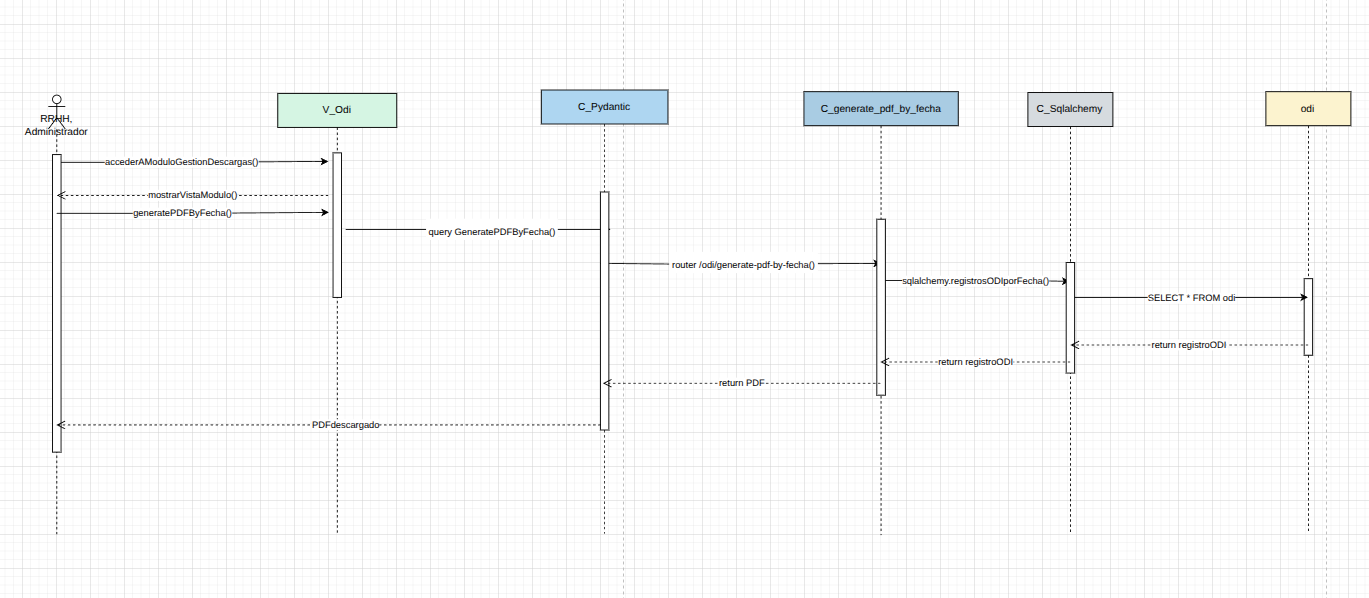 RRHH,
Administrador
V_Odi
C_Pydantic
C_generate_pdf_by_fecha
C_Sqlalchemy
odi
accederAModuloGestionDescargas()
mostrarVistaModulo()
generatePDFByFecha()
query GeneratePDFByFecha()
router /odi/generate-pdf-by-fecha()
sqlalchemy.registrosODIporFecha()
SELECT * FROM odi
return registroODI
return registroODI
return PDF
PDFdescargado